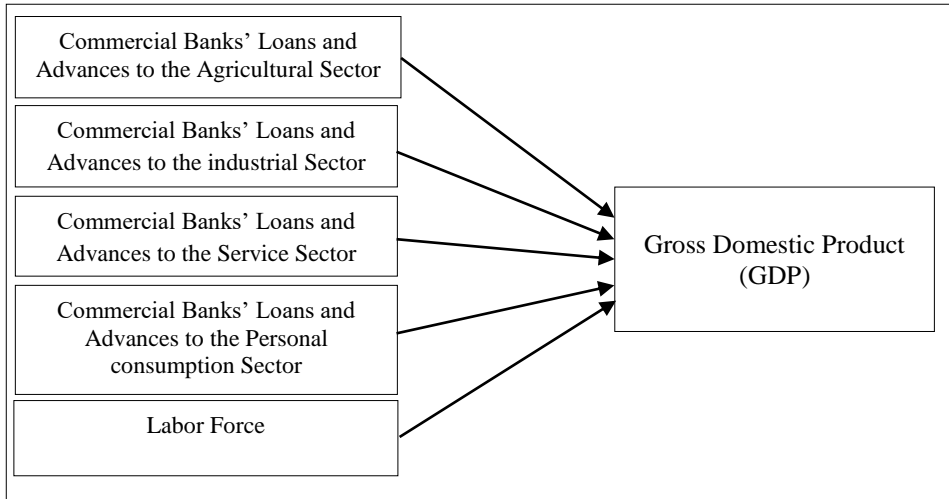 Commercial Banks’ Loans and
Advances to the Agricultural Sector
Commercial Banks’ Loans and
Advances to the industrial Sector
Commercial Banks’ Loans and
Advances to the Service Sector
Commercial Banks’ Loans and
Advances to the Personal
consumption Sector
Labor Force
Gross Domestic Product
(GDP)